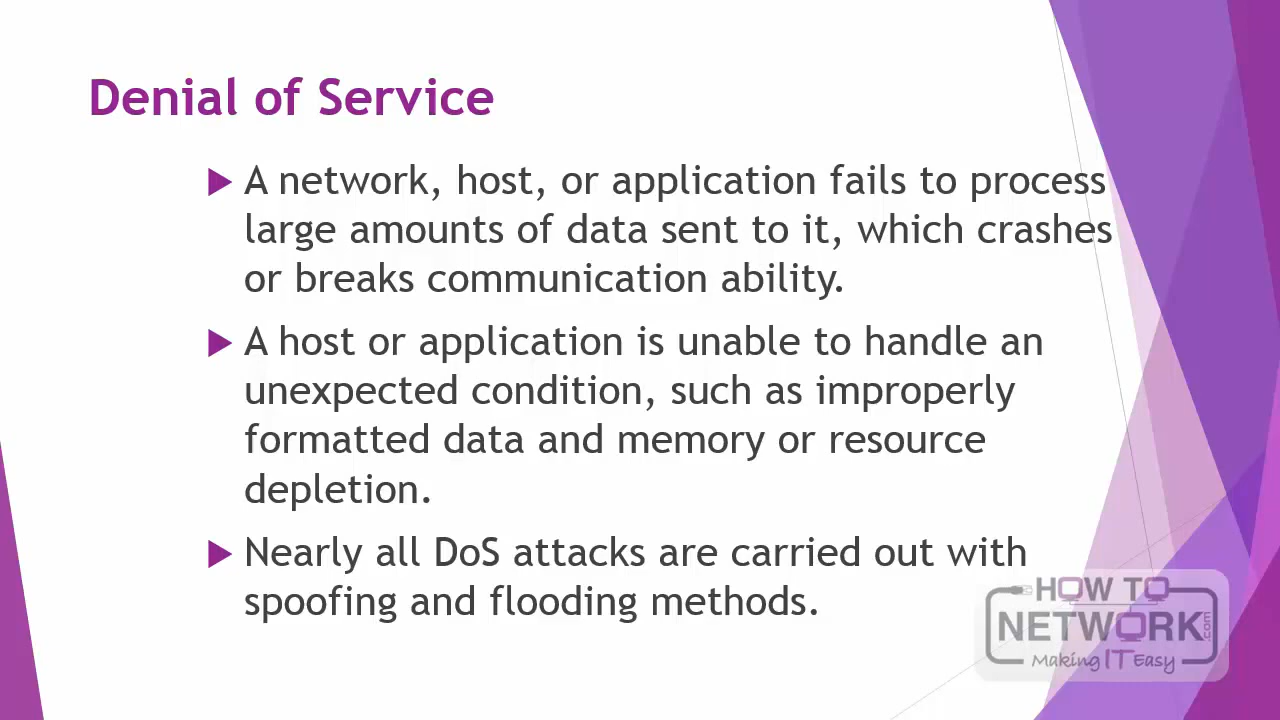 Denial of Service
A network, host, or application fails to process
large amounts of data sent to it, which crashes
or breaks communication ability.
A host or application is unable to handle an
unexpected condition, such as improperly
formatted data and memory or resource
depletion.
Nearly all DoS attacks are carried out with
spoofing and flooding methods.
HOW TO
NETWORK.com
Making IT Easy